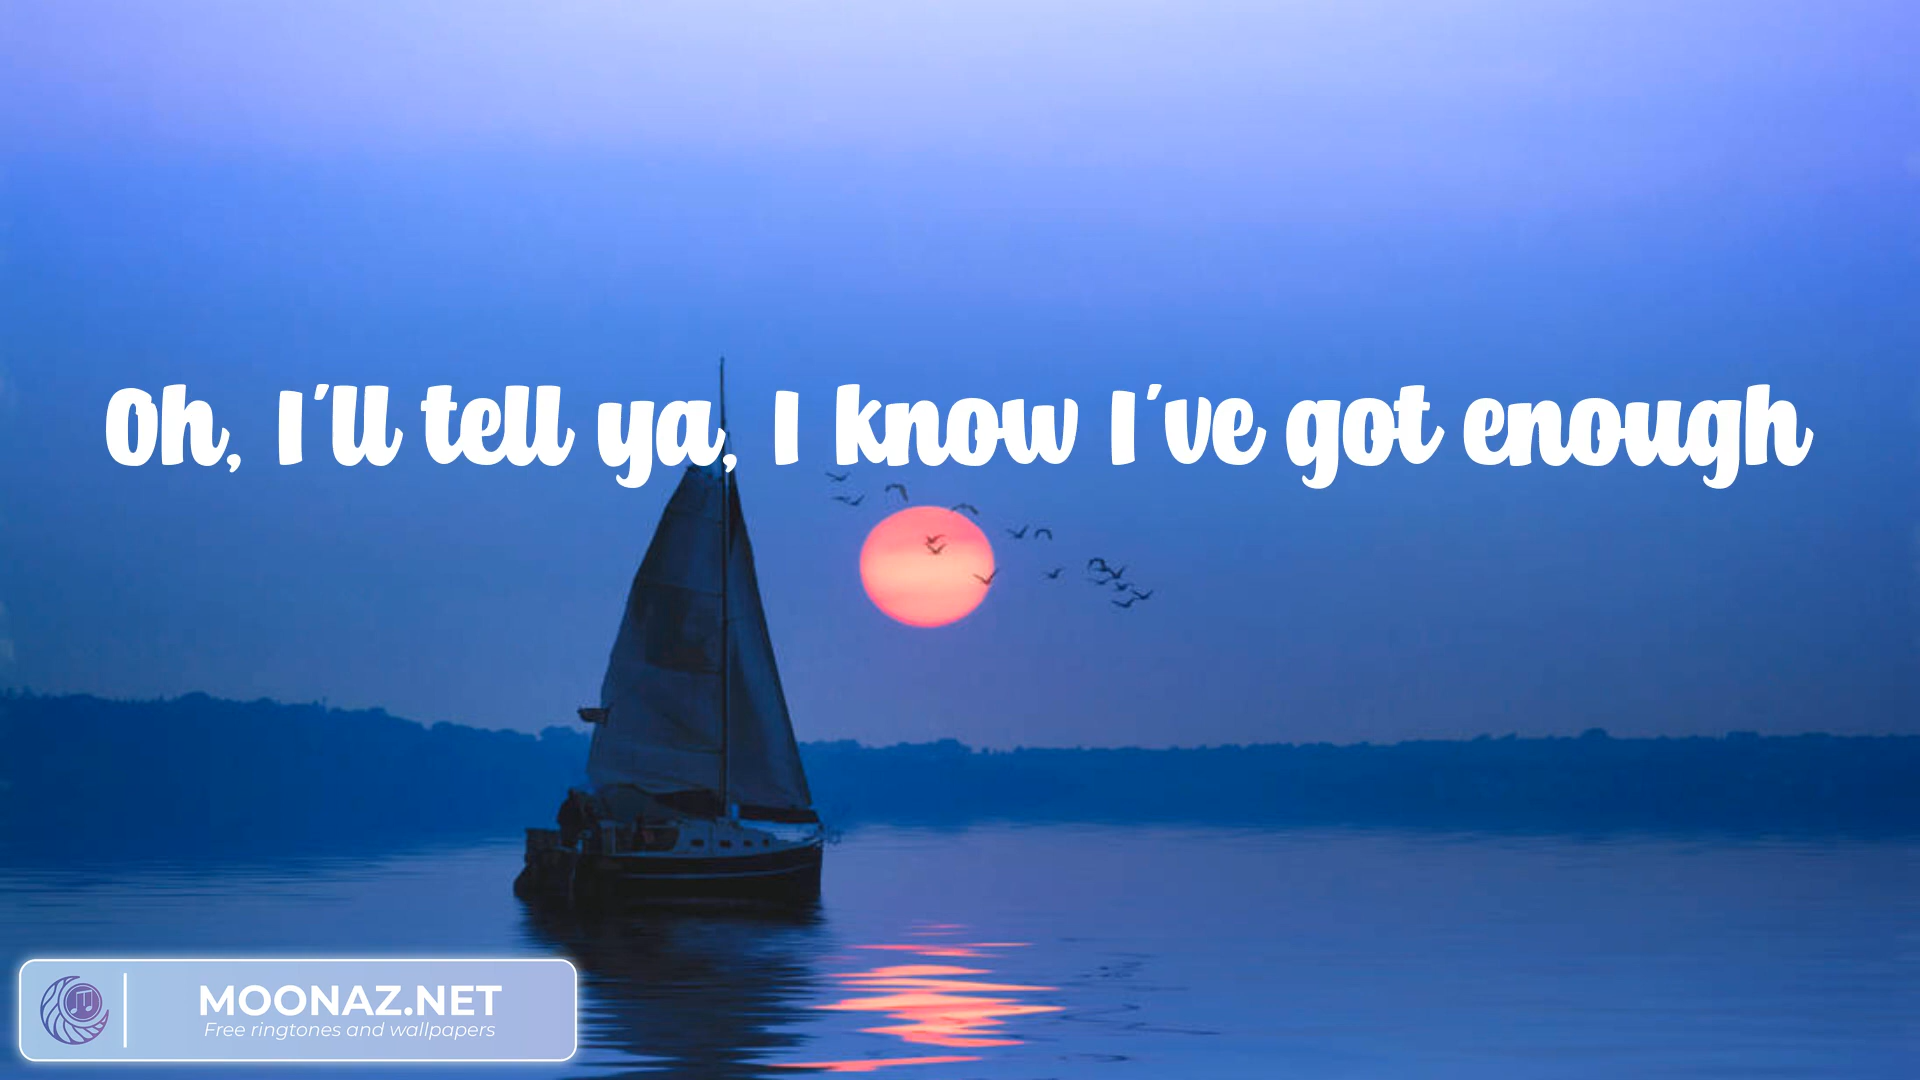 Oh, I'll tell ya, I know I've got enough
MOONAZ.NET
Free ringtones and wallpapers